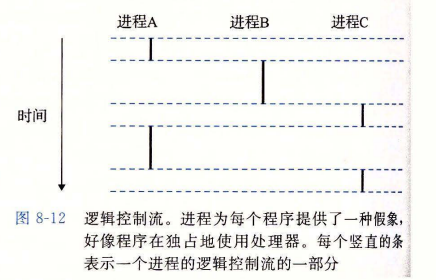 进程A 进程B 进程C
时间
图 8-12 逻辑控制流。进程为每个程序提供了一种假象,
好像程序在独占地使用处理器。每个竖直的条
表示一个进程的逻辑控制流的一部分